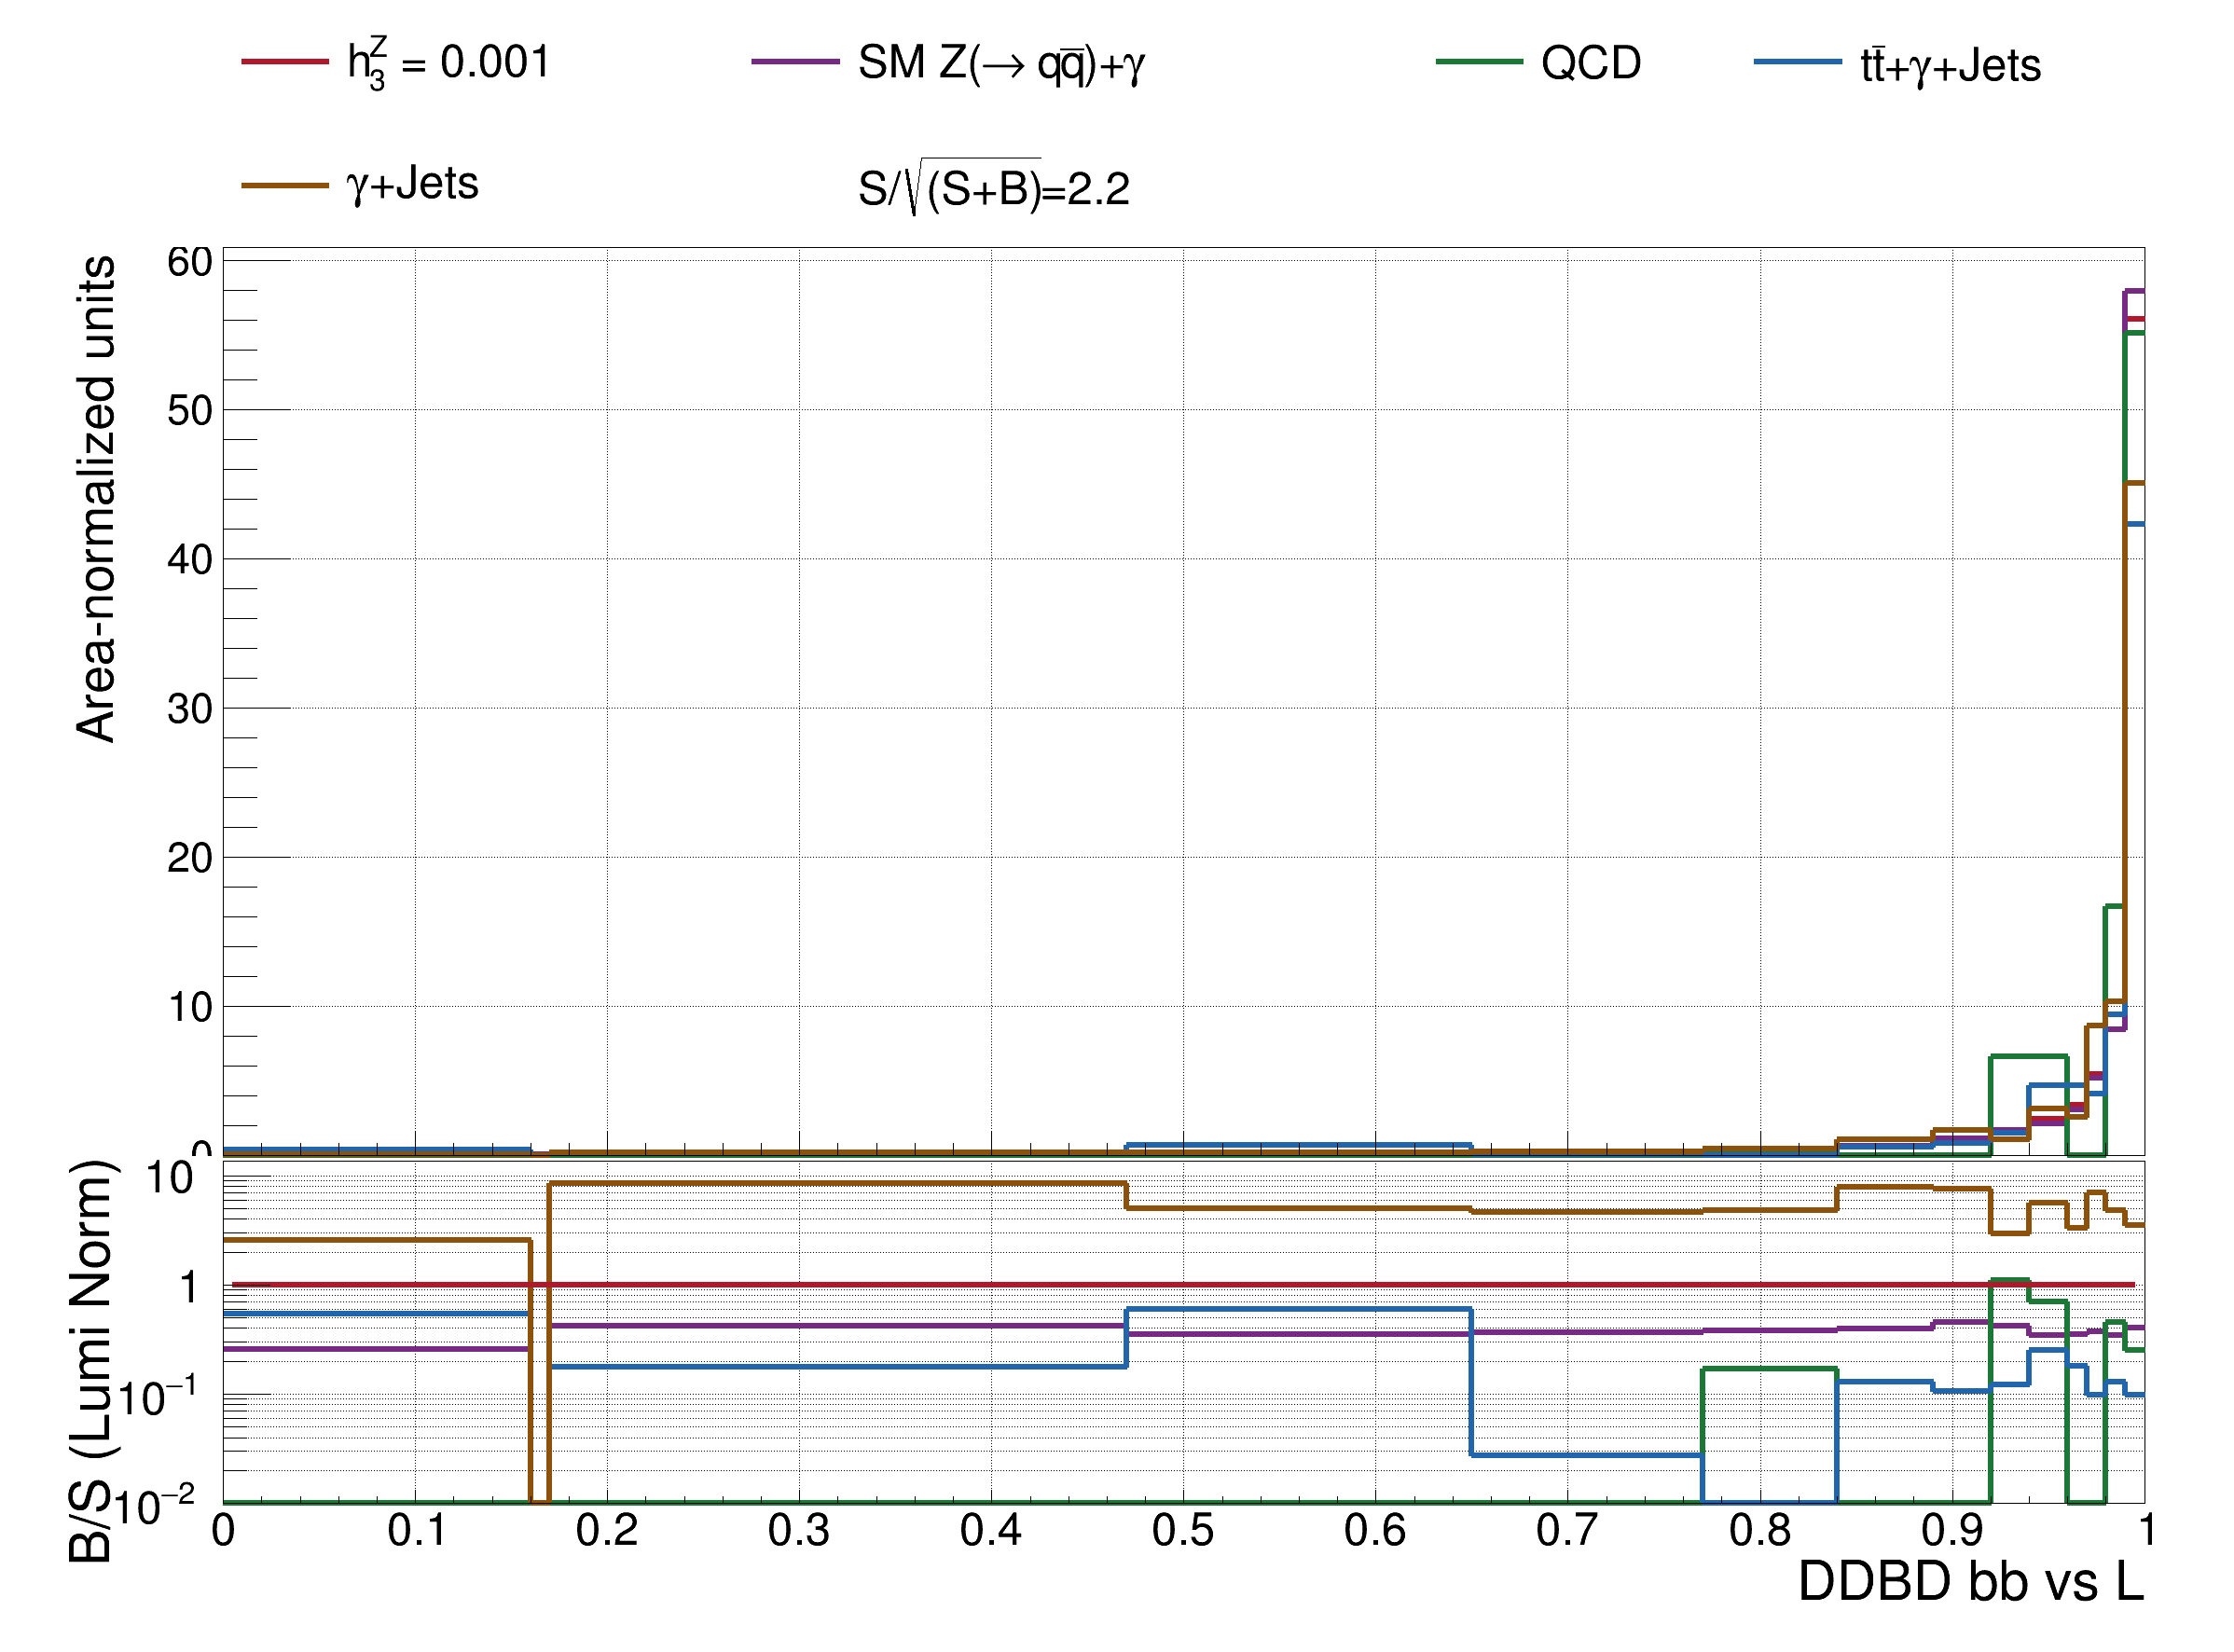 h₃ᶻ = 0.001 SM Z(→ qq̅)+γ QCD tt̅+γ+Jets
γ+Jets S/√(S+B)=2.2
Area-normalized units
60
50
40
30
20
10
0
B/S (Lumi Norm)
10
1
10⁻¹
10⁻²
0 0.1 0.2 0.3 0.4 0.5 0.6 0.7 0.8 0.9 1
DDBD bb vs L